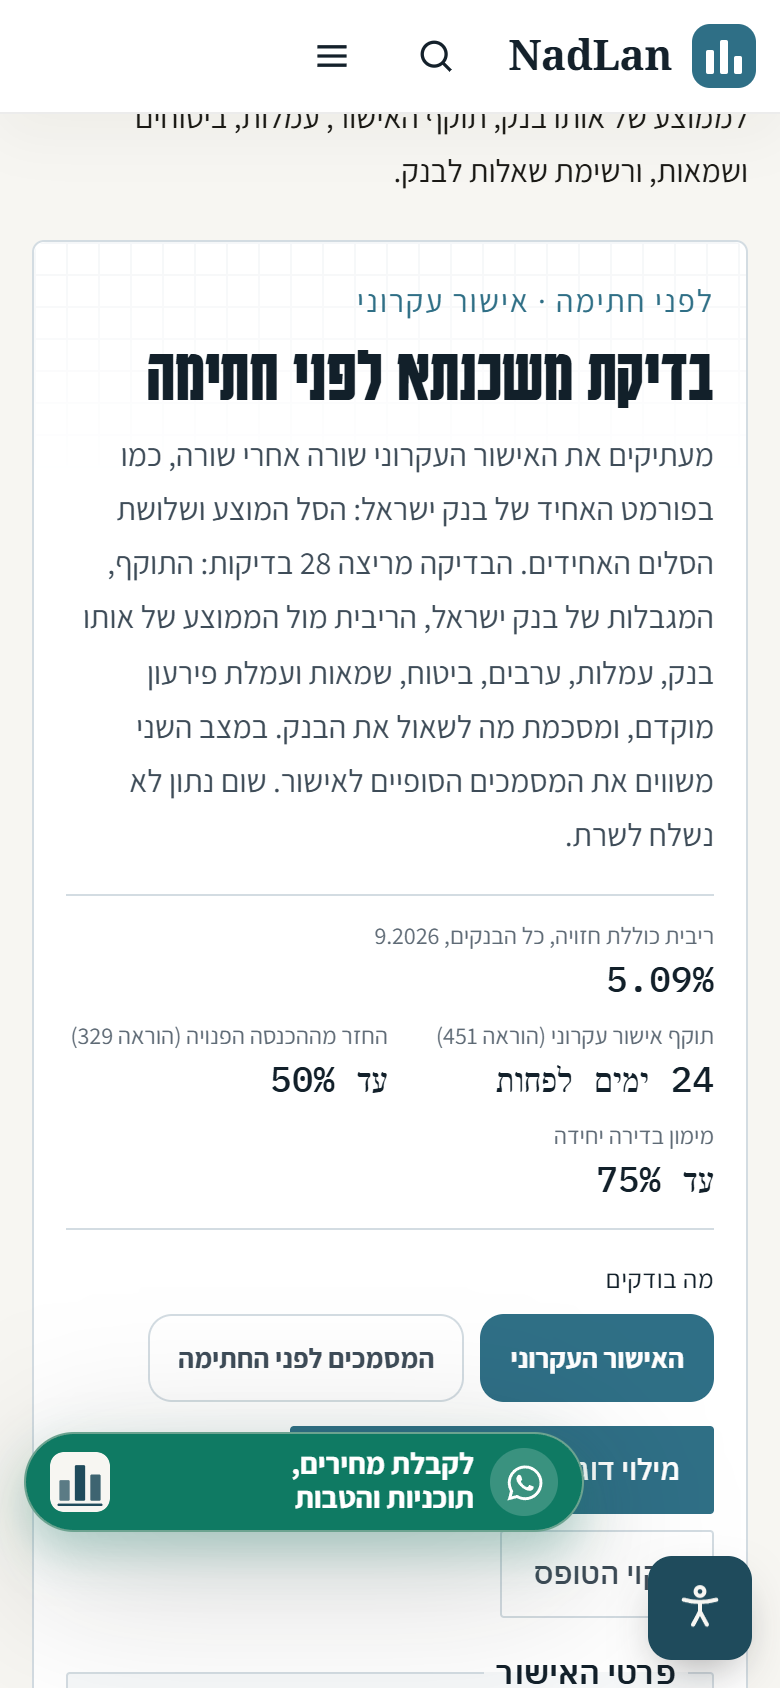 NadLan
לממוצע של אותו בנק, תוקף האישור, עמלות, ביטוחים
ושמאות, ורשימת שאלות לבנק.
לפני חתימה · אישור עקרוני
בדיקת משכנתא לפני חתימה
מעתיקים את האישור העקרוני שורה אחרי שורה, כמו
בפורמט האחיד של בנק ישראל: הסל המוצע ושלושת
הסלים האחידים. הבדיקה מריצה 28 בדיקות: התוקף,
המגבלות של בנק ישראל, הריבית מול הממוצע של אותו
בנק, עמלות, ערבים, ביטוח, שמאות ועמלת פירעון
מוקדם, ומסכמת מה לשאול את הבנק. במצב השני
משווים את המסמכים הסופיים לאישור. שום נתון לא
נשלח לשרת.
ריבית כוללת חזויה, כל הבנקים, 9.2026
5.09%
תוקף אישור עקרוני (הוראה 451)
24 ימים לפחות
החזר מההכנסה הפנויה (הוראה 329)
עד 50%
מימון בדירה יחידה
עד 75%
מה בודקים
האישור העקרוני
המסמכים לפני החתימה
מילוי
לקבלת מחירים,
תוכניות והטבות
הטופס
פרטי האישור